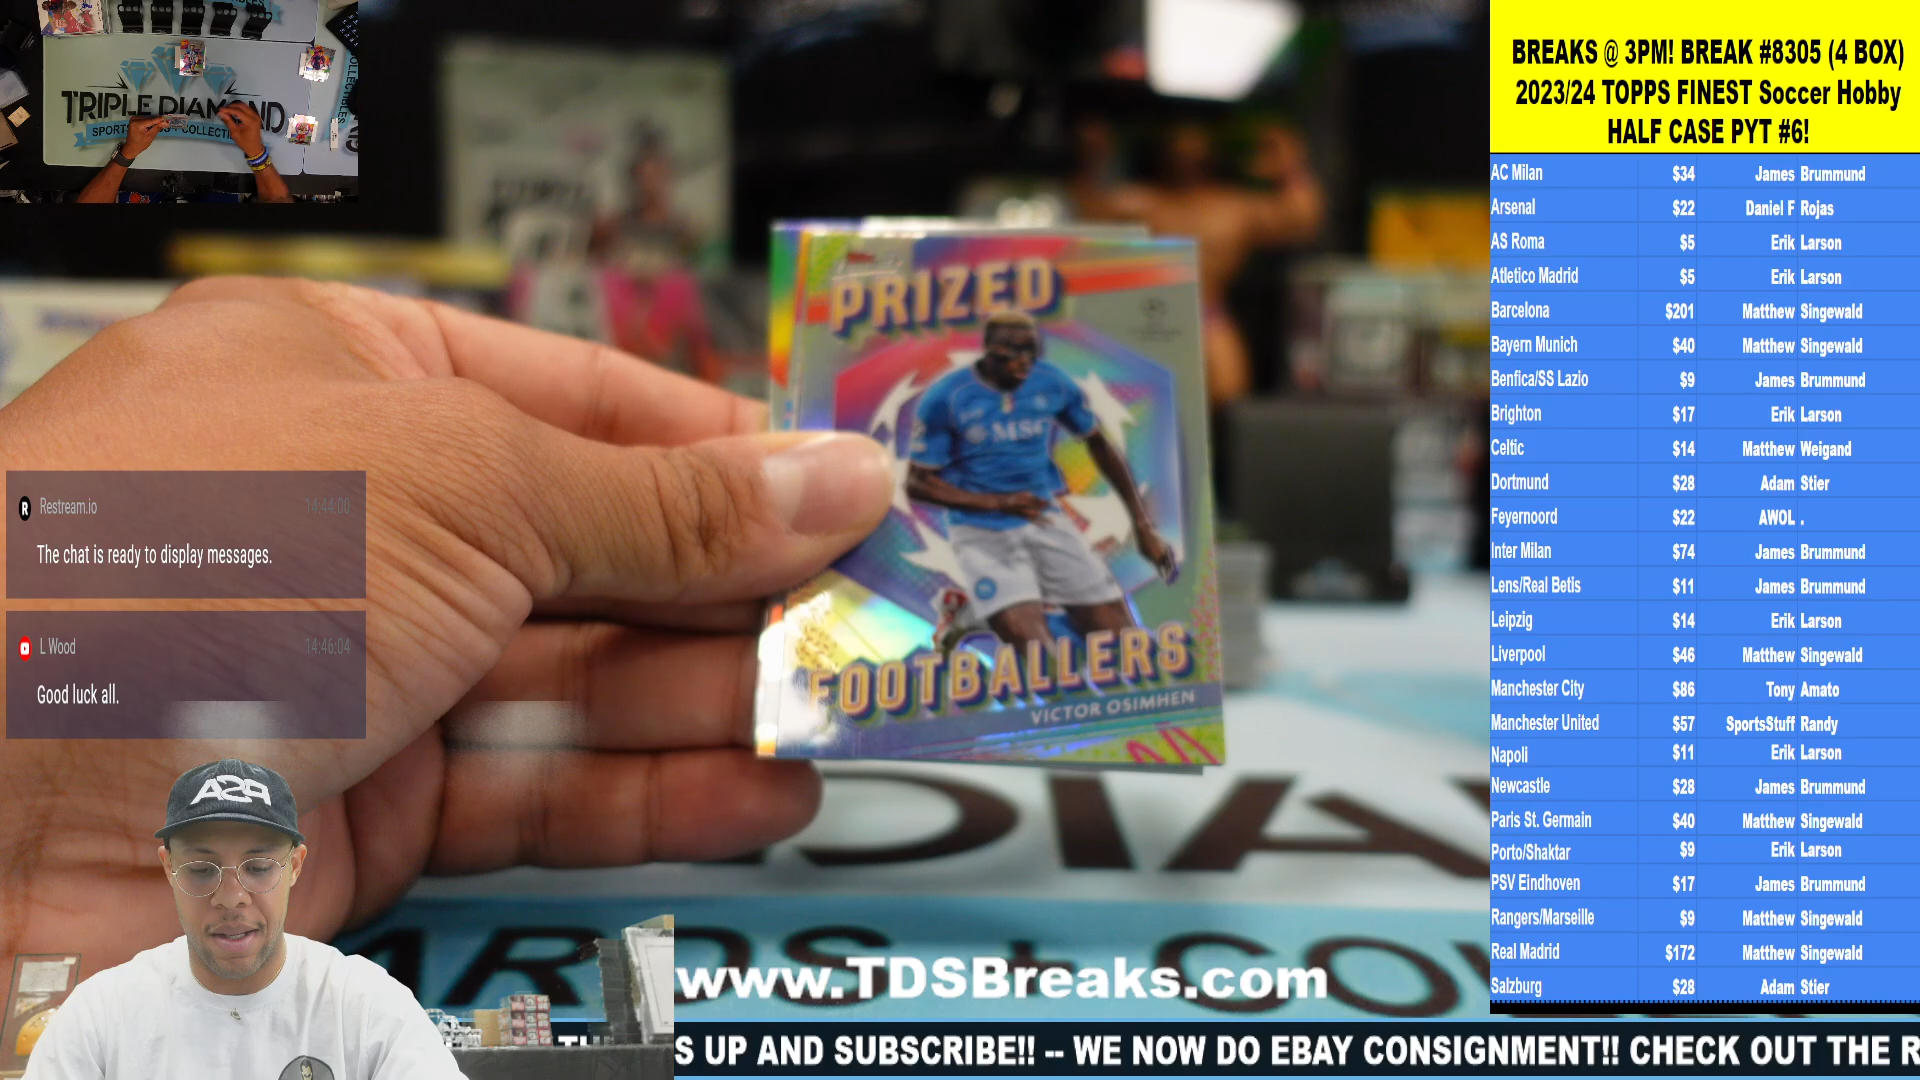 TRIPLE DIAMOND
BREAKS @ 3PM! BREAK #8305 (4 BOX)
2023/24 TOPPS FINEST Soccer Hobby
HALF CASE PYT #6!
AC Milan $34 James Brummund
Arsenal $22 Daniel F Rojas
AS Roma $5 Erik Larson
Atletico Madrid $5 Erik Larson
Barcelona $201 Matthew Singewald
Bayern Munich $40 Matthew Singewald
Benfica/SS Lazio $9 James Brummund
Brighton $17 Erik Larson
Celtic $14 Matthew Weigand
Dortmund $28 Adam Stier
Feyernoord $22 AWOL .
Inter Milan $74 James Brummund
Lens/Real Betis $11 James Brummund
Leipzig $14 Erik Larson
Liverpool $46 Matthew Singewald
Manchester City $86 Tony Amato
Manchester United $57 SportsStuff Randy
Napoli $11 Erik Larson
Newcastle $28 James Brummund
Paris St. Germain $40 Matthew Singewald
Porto/Shaktar $9 Erik Larson
PSV Eindhoven $17 James Brummund
Rangers/Marseille $9 Matthew Singewald
Real Madrid $172 Matthew Singewald
Salzburg $28 Adam Stier
PRIZED
MSC
FOOTBALLERS
VICTOR OSIMHEN
Restream.io 14:44:00
The chat is ready to display messages.
L Wood 14:46:04
Good luck all.
PSA
www.TDSBreaks.com
S UP AND SUBSCRIBE!! -- WE NOW DO EBAY CONSIGNMENT!! CHECK OUT THE R